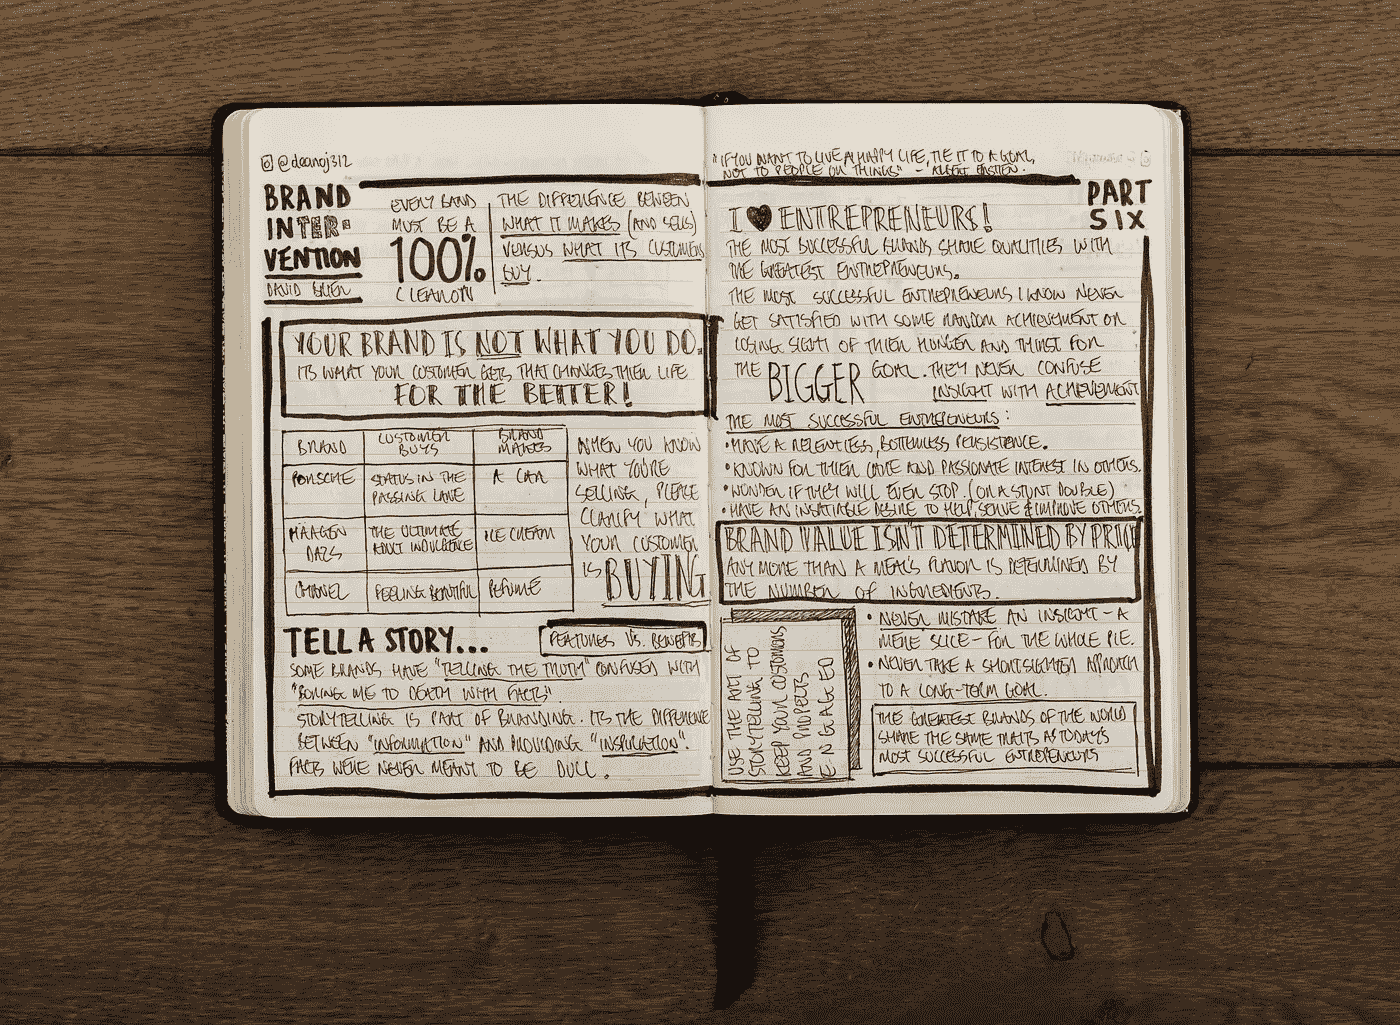 @deanoj312
BRAND
INTER-
VENTION
DAVID BRIER
EVERY BAND
MUST BE A
100%
CLEAR ON
THE DIFFERENCE BETWEEN
WHAT IT MAKES (AND SELLS)
VERSUS WHAT ITS CUSTOMERS
BUY.
YOUR BRAND IS NOT WHAT YOU DO.
ITS WHAT YOUR CUSTOMER GETS THAT CHANGES THIER LIFE
FOR THE BETTER!
BRAND CUSTOMER BUYS BRAND MAKES
PORSCHE STATUS IN THE PASSING LANE A CAR
HAAGEN DAZS THE ULTIMATE ADULT INDULGENCE ICE CREAM
CHANEL FEELING BEAUTIFUL PERFUME
WHEN YOU KNOW
WHAT YOU'RE
SELLING, PLEASE
CLARIFY WHAT
YOUR CUSTOMER
IS BUYING
TELL A STORY...
FEATURES VS. BENEFITS
SOME BRANDS HAVE "TELLING THE TRUTH" CONFUSED WITH
"BORING ME TO DEATH WITH FACTS"
STORYTELLING IS PART OF BRANDING. ITS THE DIFFERENCE
BETWEEN "INFORMATION" AND PROVIDING "INSPIRATION".
FACTS WERE NEVER MEANT TO BE DULL.
"IF YOU WANT TO LIVE A HAPPY LIFE, TIE IT TO A GOAL,
NOT TO PEOPLE OR THINGS" - ALBERT EINSTIEN.
PART
SIX
I ♥ ENTREPRENEURS!
THE MOST SUCCESSFUL BRANDS SHARE QUALITIES WITH
THE GREATEST ENTREPRENEURS.
THE MOST SUCCESSFUL ENTREPRENEURS I KNOW NEVER
GET SATISFIED WITH SOME RANDOM ACHIEVEMENT OR
LOSING SIGHT OF THIER HUNGER AND THIRST FOR
THE BIGGER GOAL. THEY NEVER CONFUSE
INSIGHT WITH ACHIEVEMENT
THE MOST SUCCESSFUL ENTREPRENEURS:
• HAVE A RELENTLESS, BOTTOMLESS PERSISTENCE.
• KNOWN FOR THIER CARE AND PASSIONATE INTEREST IN OTHERS.
• WONDER IF THEY WILL EVER STOP. (OR A STUNT DOUBLE)
• HAVE AN INSATIABLE DESIRE TO HELP, SERVE & IMPROVE OTHERS.
BRAND VALUE ISN'T DETERMINED BY PRICE
ANY MORE THAN A MEAL'S FLAVOR IS DETERMINED BY
THE NUMBER OF INGREDIENTS.
USE THE ART OF
STORYTELLING TO
KEEP YOUR CUSTOMERS
AND PROPECTS
E-N-GAGED
• NEVER MISTAKE AN INSIGHT - A
MERE SLICE - FOR THE WHOLE PIE.
• NEVER TAKE A SHORTSIGHTED APPROACH
TO A LONG-TERM GOAL.
THE GREATEST BRANDS OF THE WORLD
SHARE THE SAME TRAITS AS TODAY'S
MOST SUCCESSFUL ENTREPRENEURS